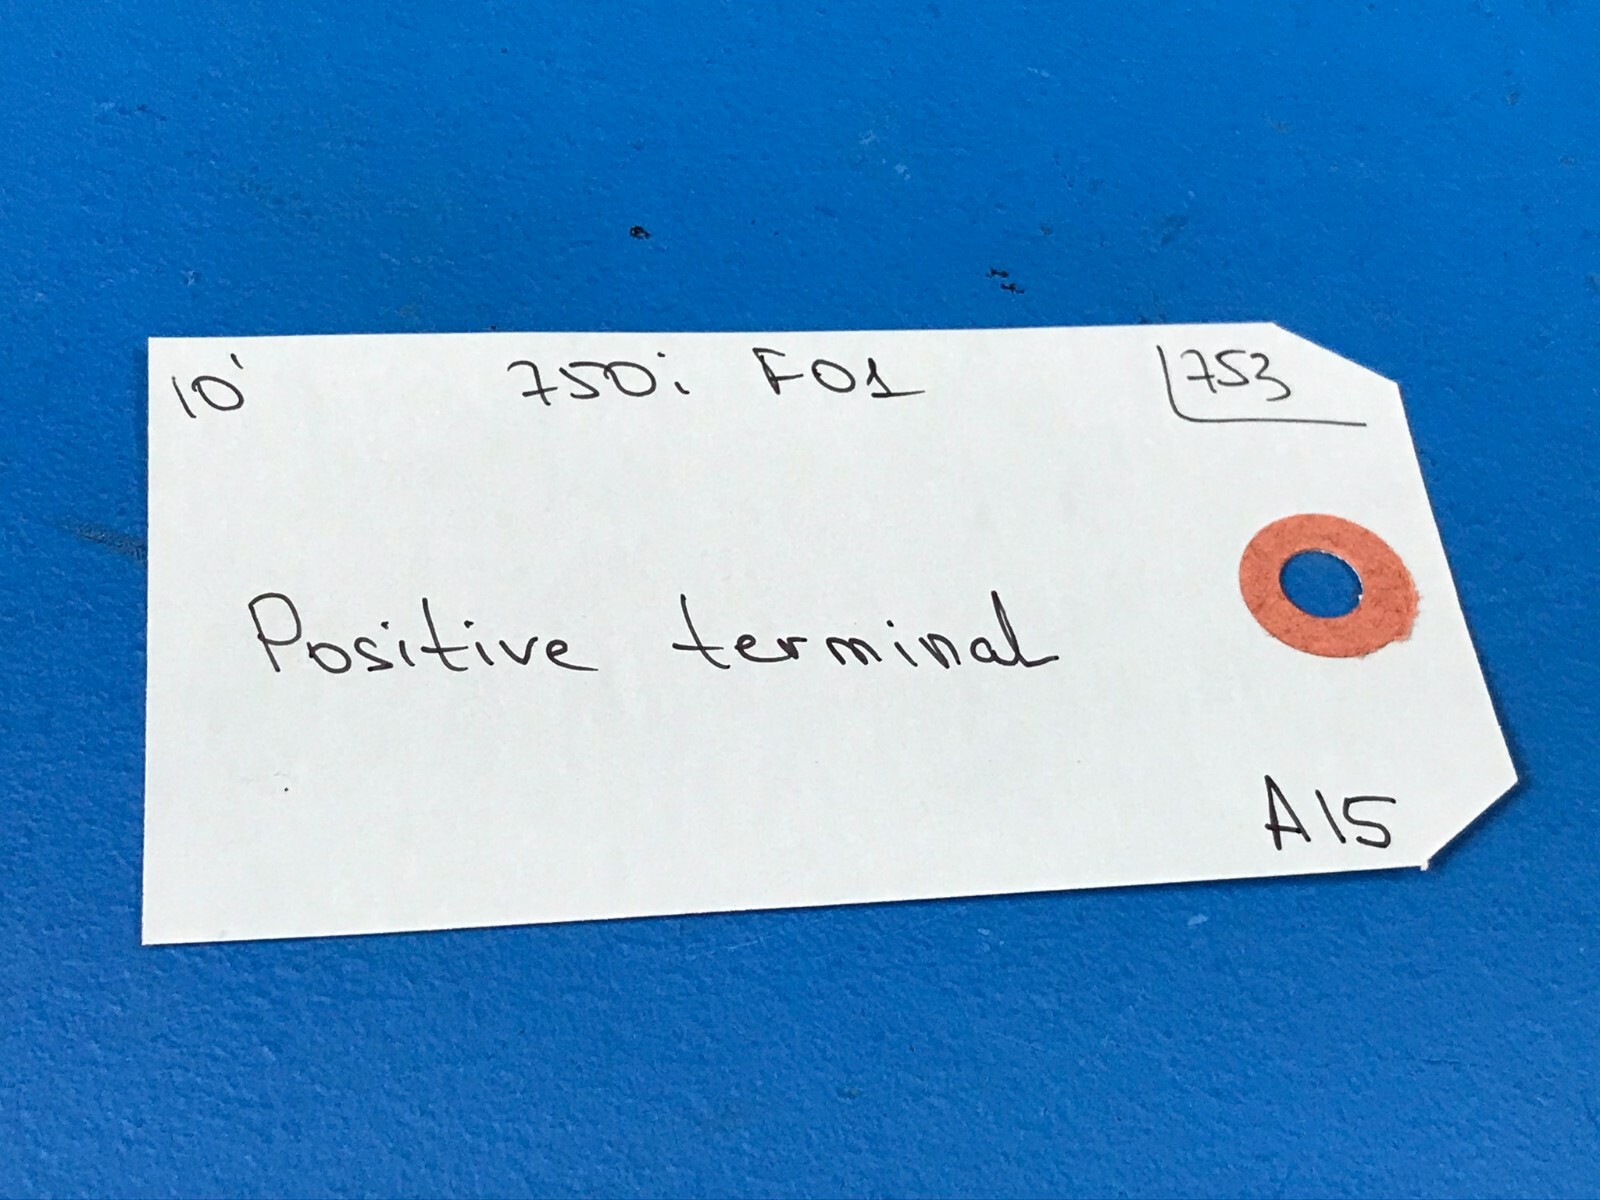 10' 750i F01 753
Positive terminal
A15